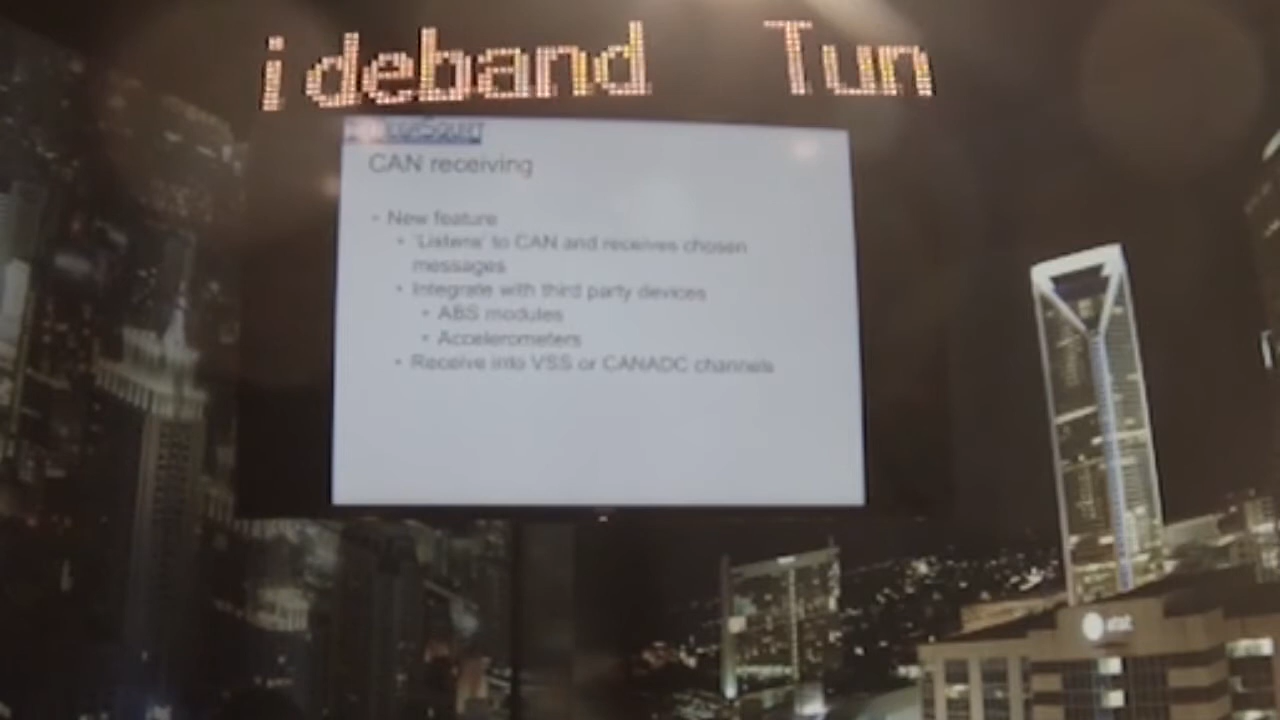 ideband Tun
CAN receiving
• New feature
• 'Listens' to CAN and receives chosen
messages
• Integrate with third party devices
• ABS modules
• Accelerometers
• Receive into VSS or CANADC channels
at&t